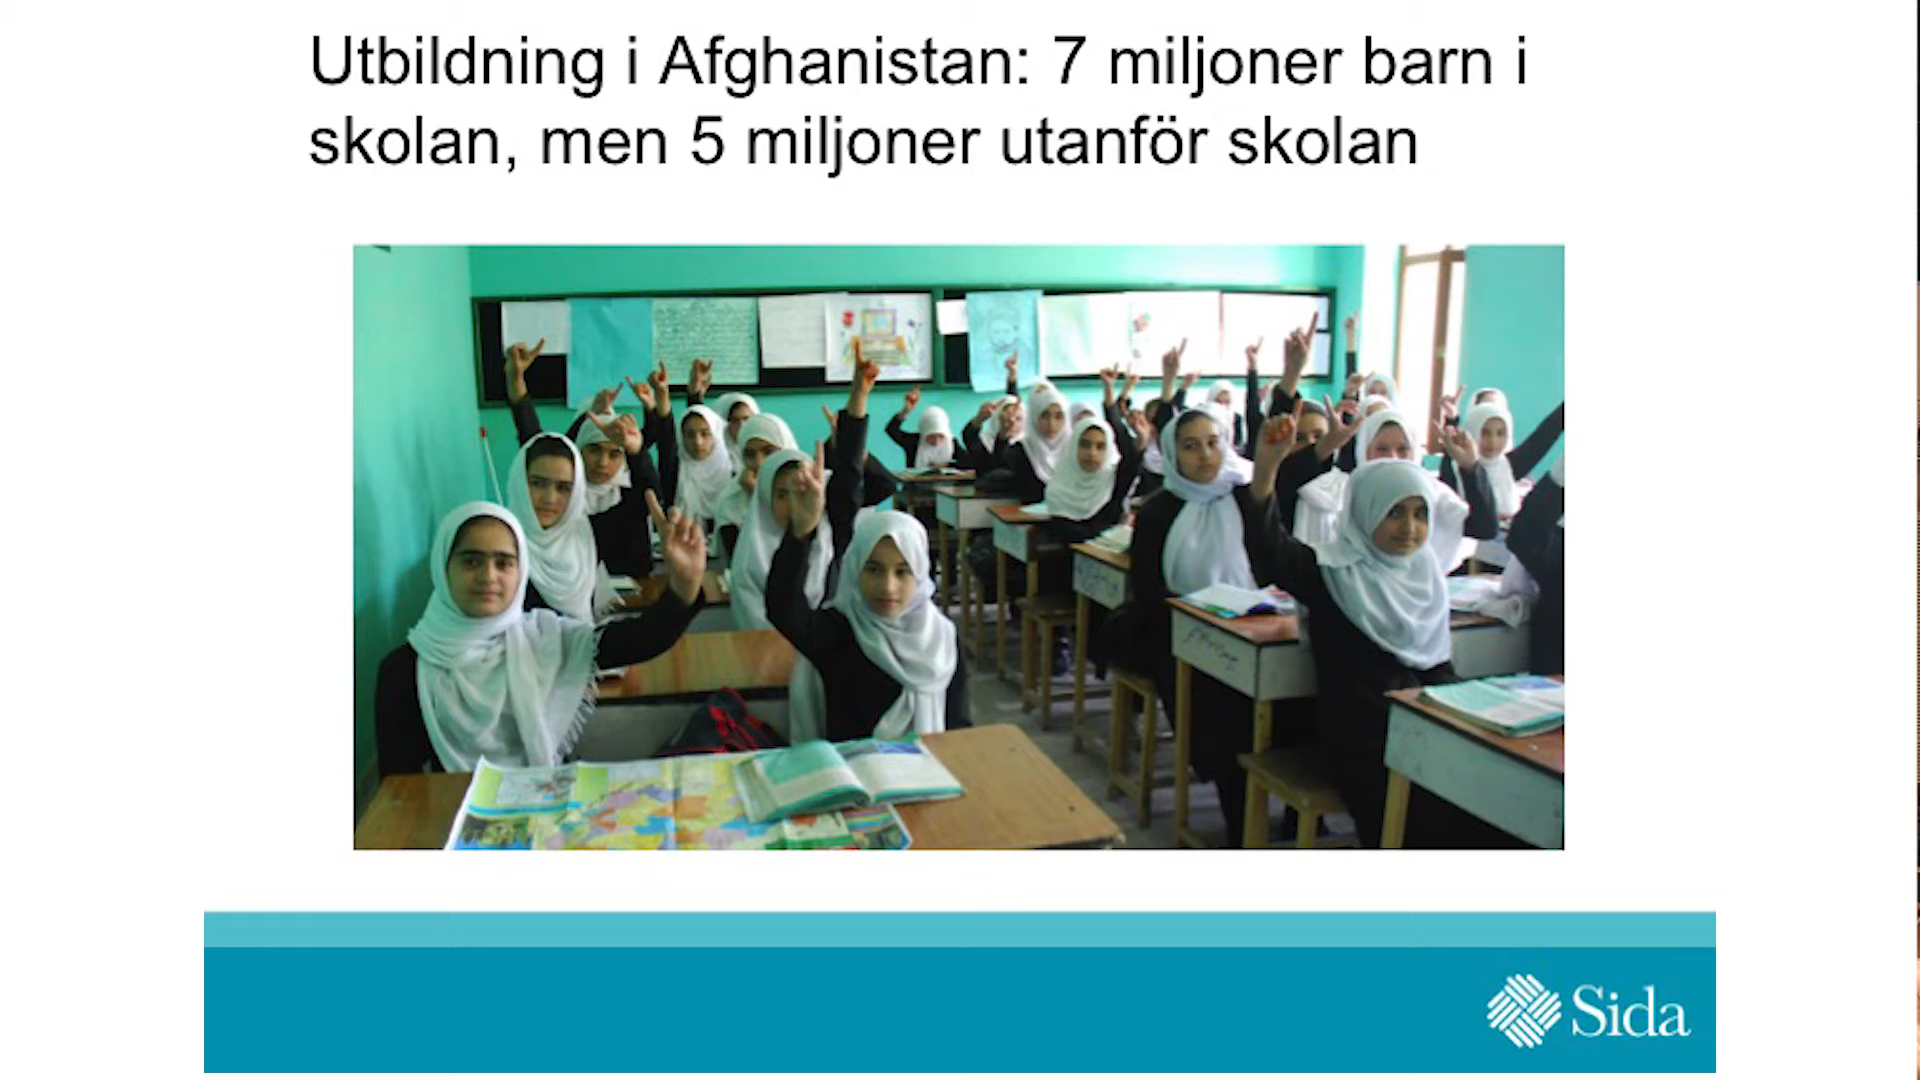 Utbildning i Afghanistan: 7 miljoner barn i
skolan, men 5 miljoner utanför skolan
Sida